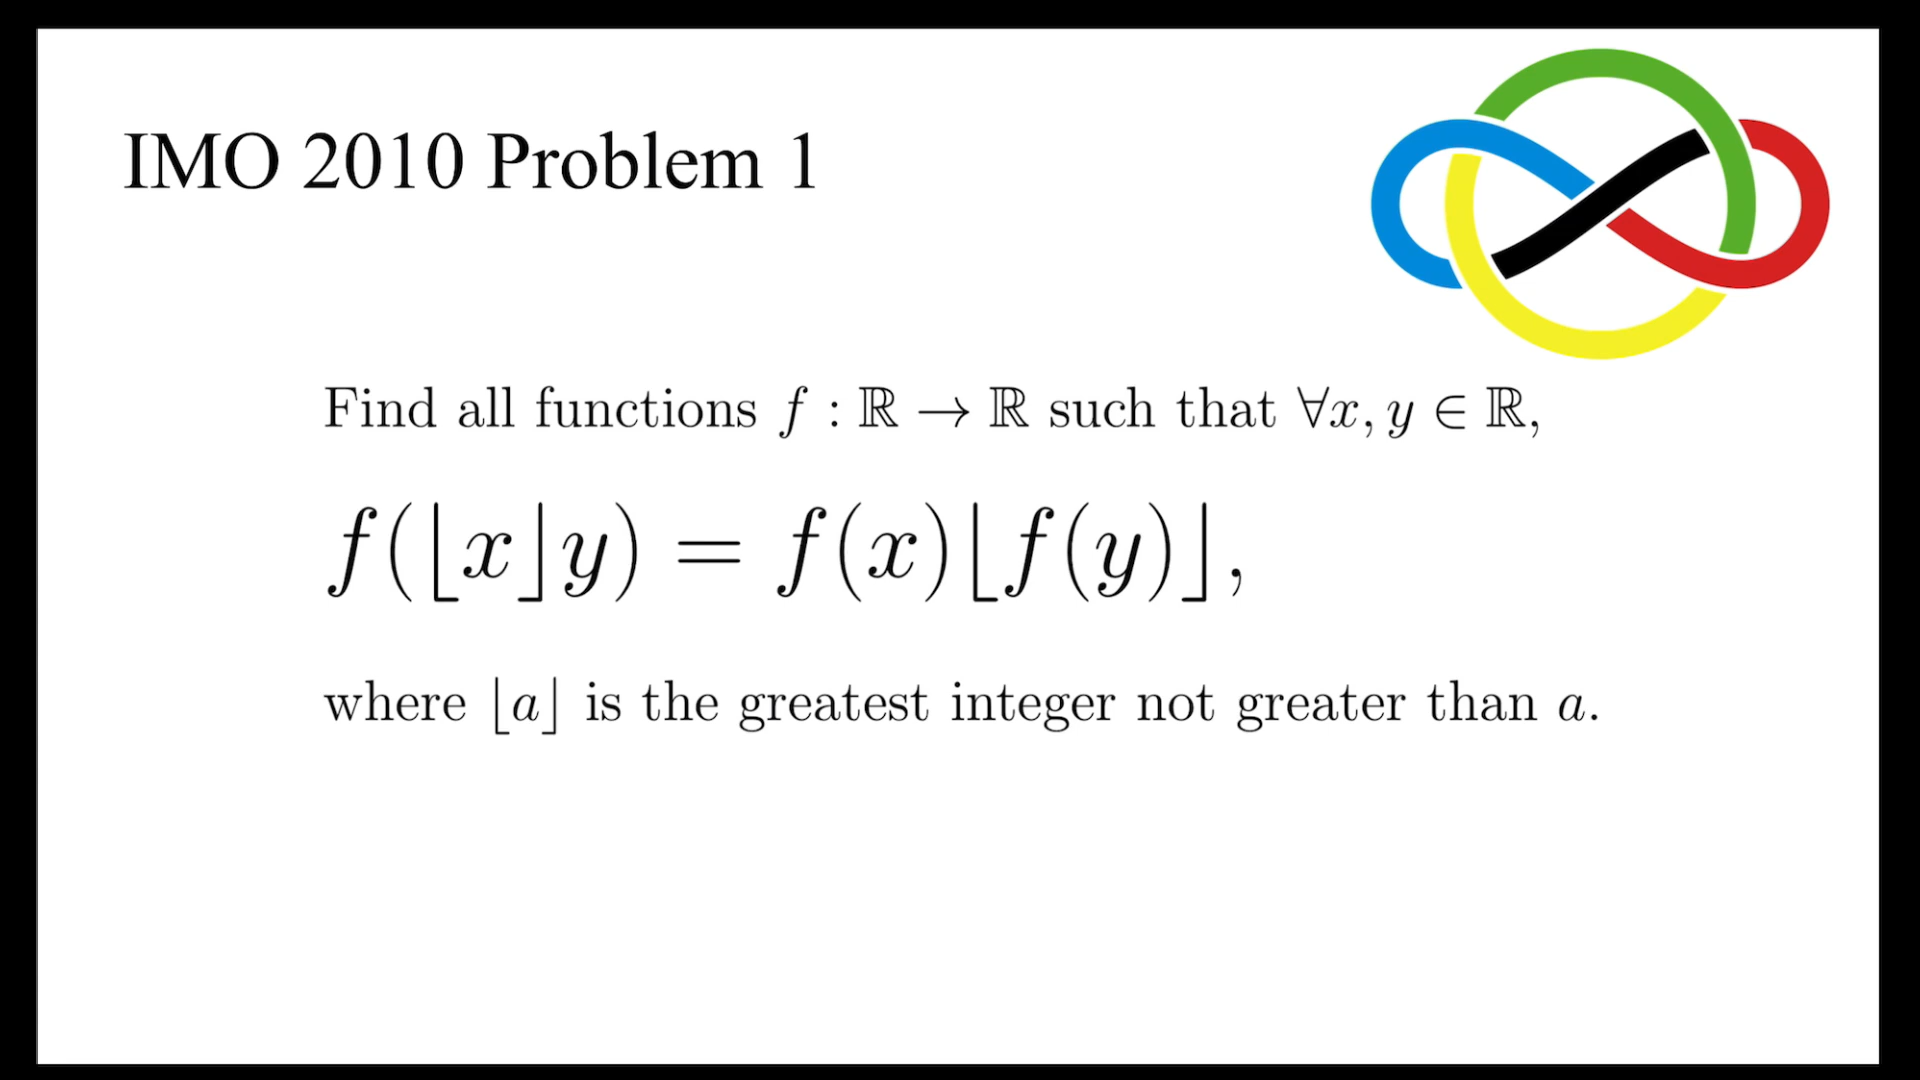 IMO 2010 Problem 1
Find all functions f : ℝ → ℝ such that ∀x, y ∈ ℝ,
f(⌊x⌋y) = f(x)⌊f(y)⌋,
where ⌊a⌋ is the greatest integer not greater than a.